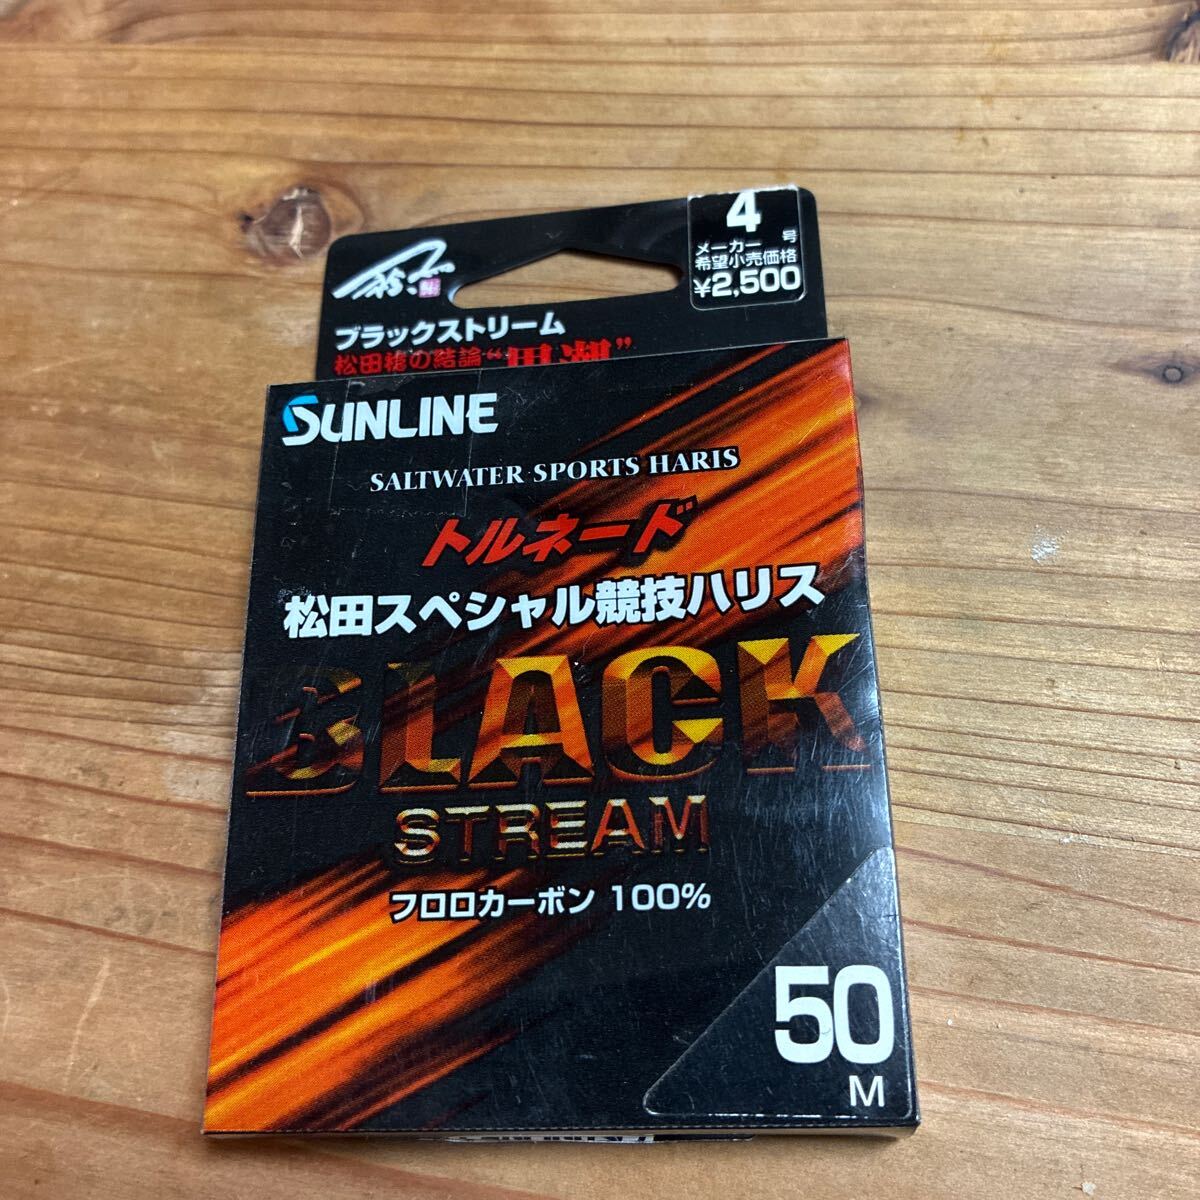 4
号
メーカー
希望小売価格
¥2,500
ブラックストリーム
松田稔の結論“黒潮”
SUNLINE
SALTWATER SPORTS HARIS
トルネード
松田スペシャル競技ハリス
BLACK
STREAM
フロロカーボン 100%
50
M